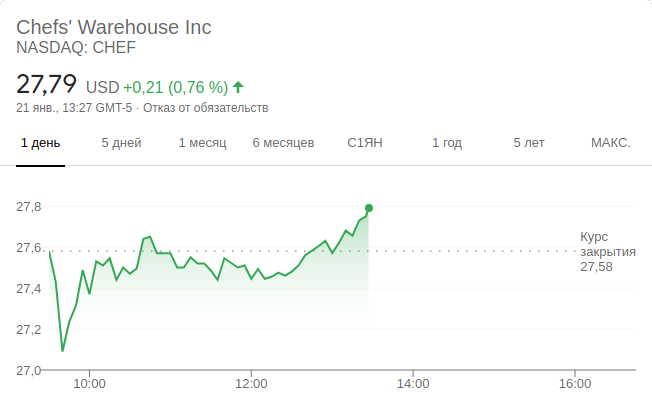 Chefs' Warehouse Inc
NASDAQ: CHEF
27,79 USD +0,21 (0,76 %)
21 янв., 13:27 GMT-5 · Отказ от обязательств
1 день 5 дней 1 месяц 6 месяцев С1ЯН 1 год 5 лет МАКС.
27,8
27,6
27,4
27,2
27,0
Курс
закрытия
27,58
10:00 12:00 14:00 16:00